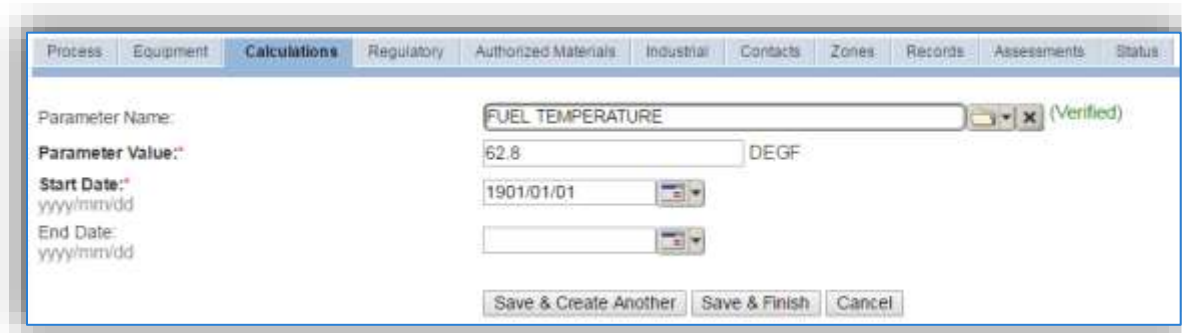 Process Equipment Calculations Regulatory Authorized Materials Industrial Contacts Zones Records Assessments Status
Parameter Name: FUEL TEMPERATURE (Verified)
Parameter Value:* 62.8 DEGF
Start Date:* 1901/01/01
yyyy/mm/dd
End Date:
yyyy/mm/dd
Save & Create Another Save & Finish Cancel